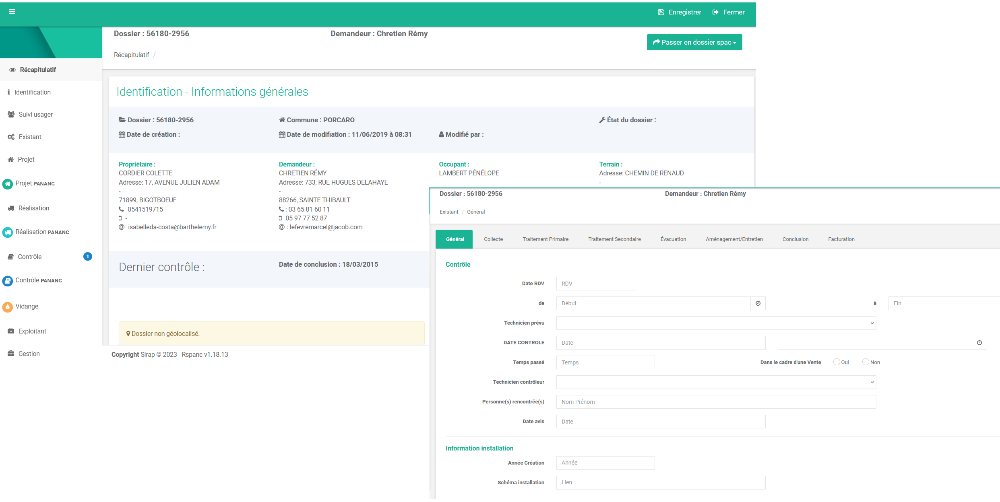 Enregistrer Fermer
Dossier : 56180-2956 Demandeur : Chretien Rémy
Passer en dossier spac
Récapitulatif /
Récapitulatif
Identification
Suivi usager
Existant
Projet
Projet PANANC
Réalisation
Réalisation PANANC
Contrôle 1
Contrôle PANANC
Vidange
Exploitant
Gestion
Identification - Informations générales
Dossier : 56180-2956 Commune : PORCARO État du dossier :
Date de création : Date de modifiation : 11/06/2019 à 08:31 Modifié par :
Propriétaire :
CORDIER COLETTE
Adresse: 17, AVENUE JULIEN ADAM
-
71899, BIGOTBOEUF
0541519715
-
@ isabelleda-costa@barthelemy.fr
Demandeur :
CHRETIEN RÉMY
Adresse: 733, RUE HUGUES DELAHAYE
-
88266, SAINTE THIBAULT
: 03 65 81 60 11
05 97 77 52 87
@ : lefevremarcel@jacob.com
Occupant :
LAMBERT PÉNÉLOPE
Terrain :
Adresse: CHEMIN DE RENAUD
-
Dernier contrôle : Date de conclusion : 18/03/2015
Dossier non géolocalisé.
Copyright Sirap © 2023 - Rspanc v1.18.13
Dossier : 56180-2956 Demandeur : Chretien Rémy
Existant / Général
Général Collecte Traitement Primaire Traitement Secondaire Évacuation Aménagement/Entretien Conclusion Facturation
Contrôle
Date RDV RDV
de Début à Fin
Technicien prévu
DATE CONTROLE Date
Temps passé Temps Dans le cadre d'une Vente Oui Non
Technicien contrôleur
Personne(s) rencontrée(s) Nom Prénom
Date avis Date
Information installation
Année Création Année
Schéma installation Lien